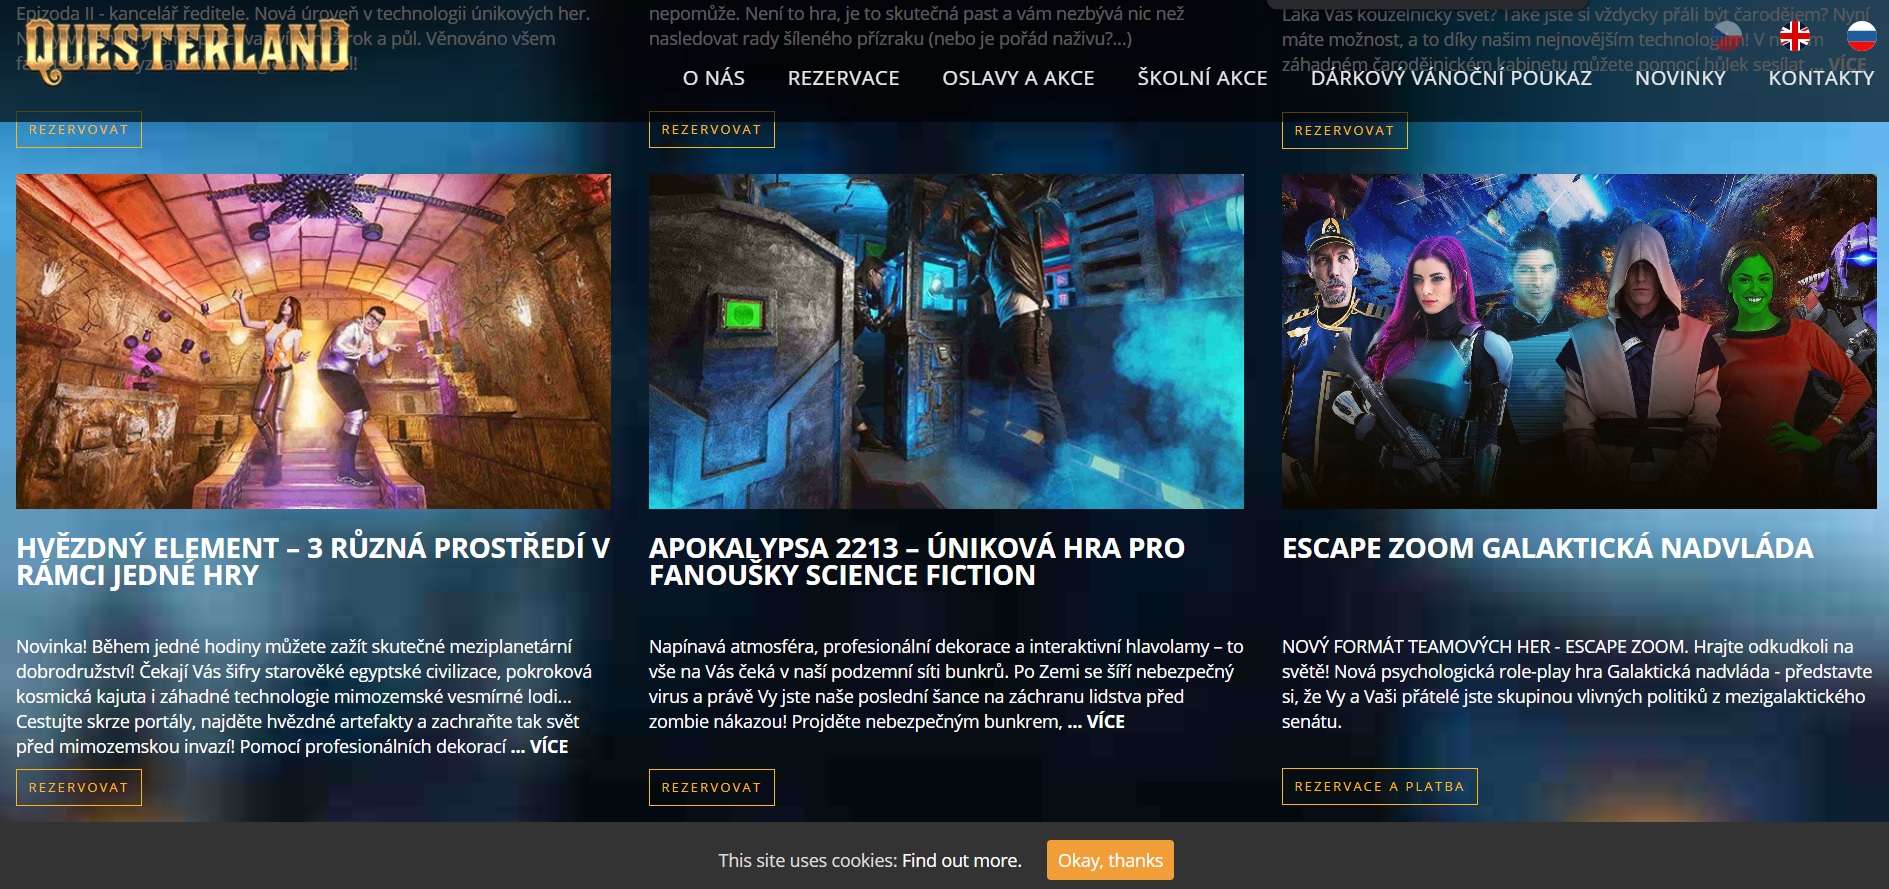 Epizoda II - kancelář ředitele. Nová úroveň v technologii únikových her.
rok a půl. Věnováno všem
nepomůže. Není to hra, je to skutečná past a vám nezbývá nic než
nasledovat rady šíleného přízraku (nebo je pořád naživu?...)
Láká Vás kouzelnický svět? Také jste si vždycky přáli být čarodějem? Nyní
máte možnost, a to díky našim nejnovějším technologiím! V
záhadném čarodějnickém kabinetu můžete pomocí hůlek sesílat ... VÍCE
QUESTERLAND
O NÁS REZERVACE OSLAVY A AKCE ŠKOLNÍ AKCE DÁRKOVÝ VÁNOČNÍ POUKAZ NOVINKY KONTAKTY
REZERVOVAT
REZERVOVAT
REZERVOVAT
HVĚZDNÝ ELEMENT – 3 RŮZNÁ PROSTŘEDÍ V
RÁMCI JEDNÉ HRY
Novinka! Během jedné hodiny můžete zažít skutečné meziplanetární
dobrodružství! Čekají Vás šifry starověké egyptské civilizace, pokroková
kosmická kajuta i záhadné technologie mimozemské vesmírné lodi...
Cestujte skrze portály, najděte hvězdné artefakty a zachraňte tak svět
před mimozemskou invazí! Pomocí profesionálních dekorací ... VÍCE
REZERVOVAT
APOKALYPSA 2213 – ÚNIKOVÁ HRA PRO
FANOUŠKY SCIENCE FICTION
Napínavá atmosféra, profesionální dekorace a interaktivní hlavolamy – to
vše na Vás čeká v naší podzemní síti bunkrů. Po Zemi se šíří nebezpečný
virus a právě Vy jste naše poslední šance na záchranu lidstva před
zombie nákazou! Projděte nebezpečným bunkrem, ... VÍCE
REZERVOVAT
ESCAPE ZOOM GALAKTICKÁ NADVLÁDA
NOVÝ FORMÁT TEAMOVÝCH HER - ESCAPE ZOOM. Hrajte odkudkoli na
světě! Nová psychologická role-play hra Galaktická nadvláda - představte
si, že Vy a Vaši přátelé jste skupinou vlivných politiků z mezigalaktického
senátu.
REZERVACE A PLATBA
This site uses cookies: Find out more. Okay, thanks